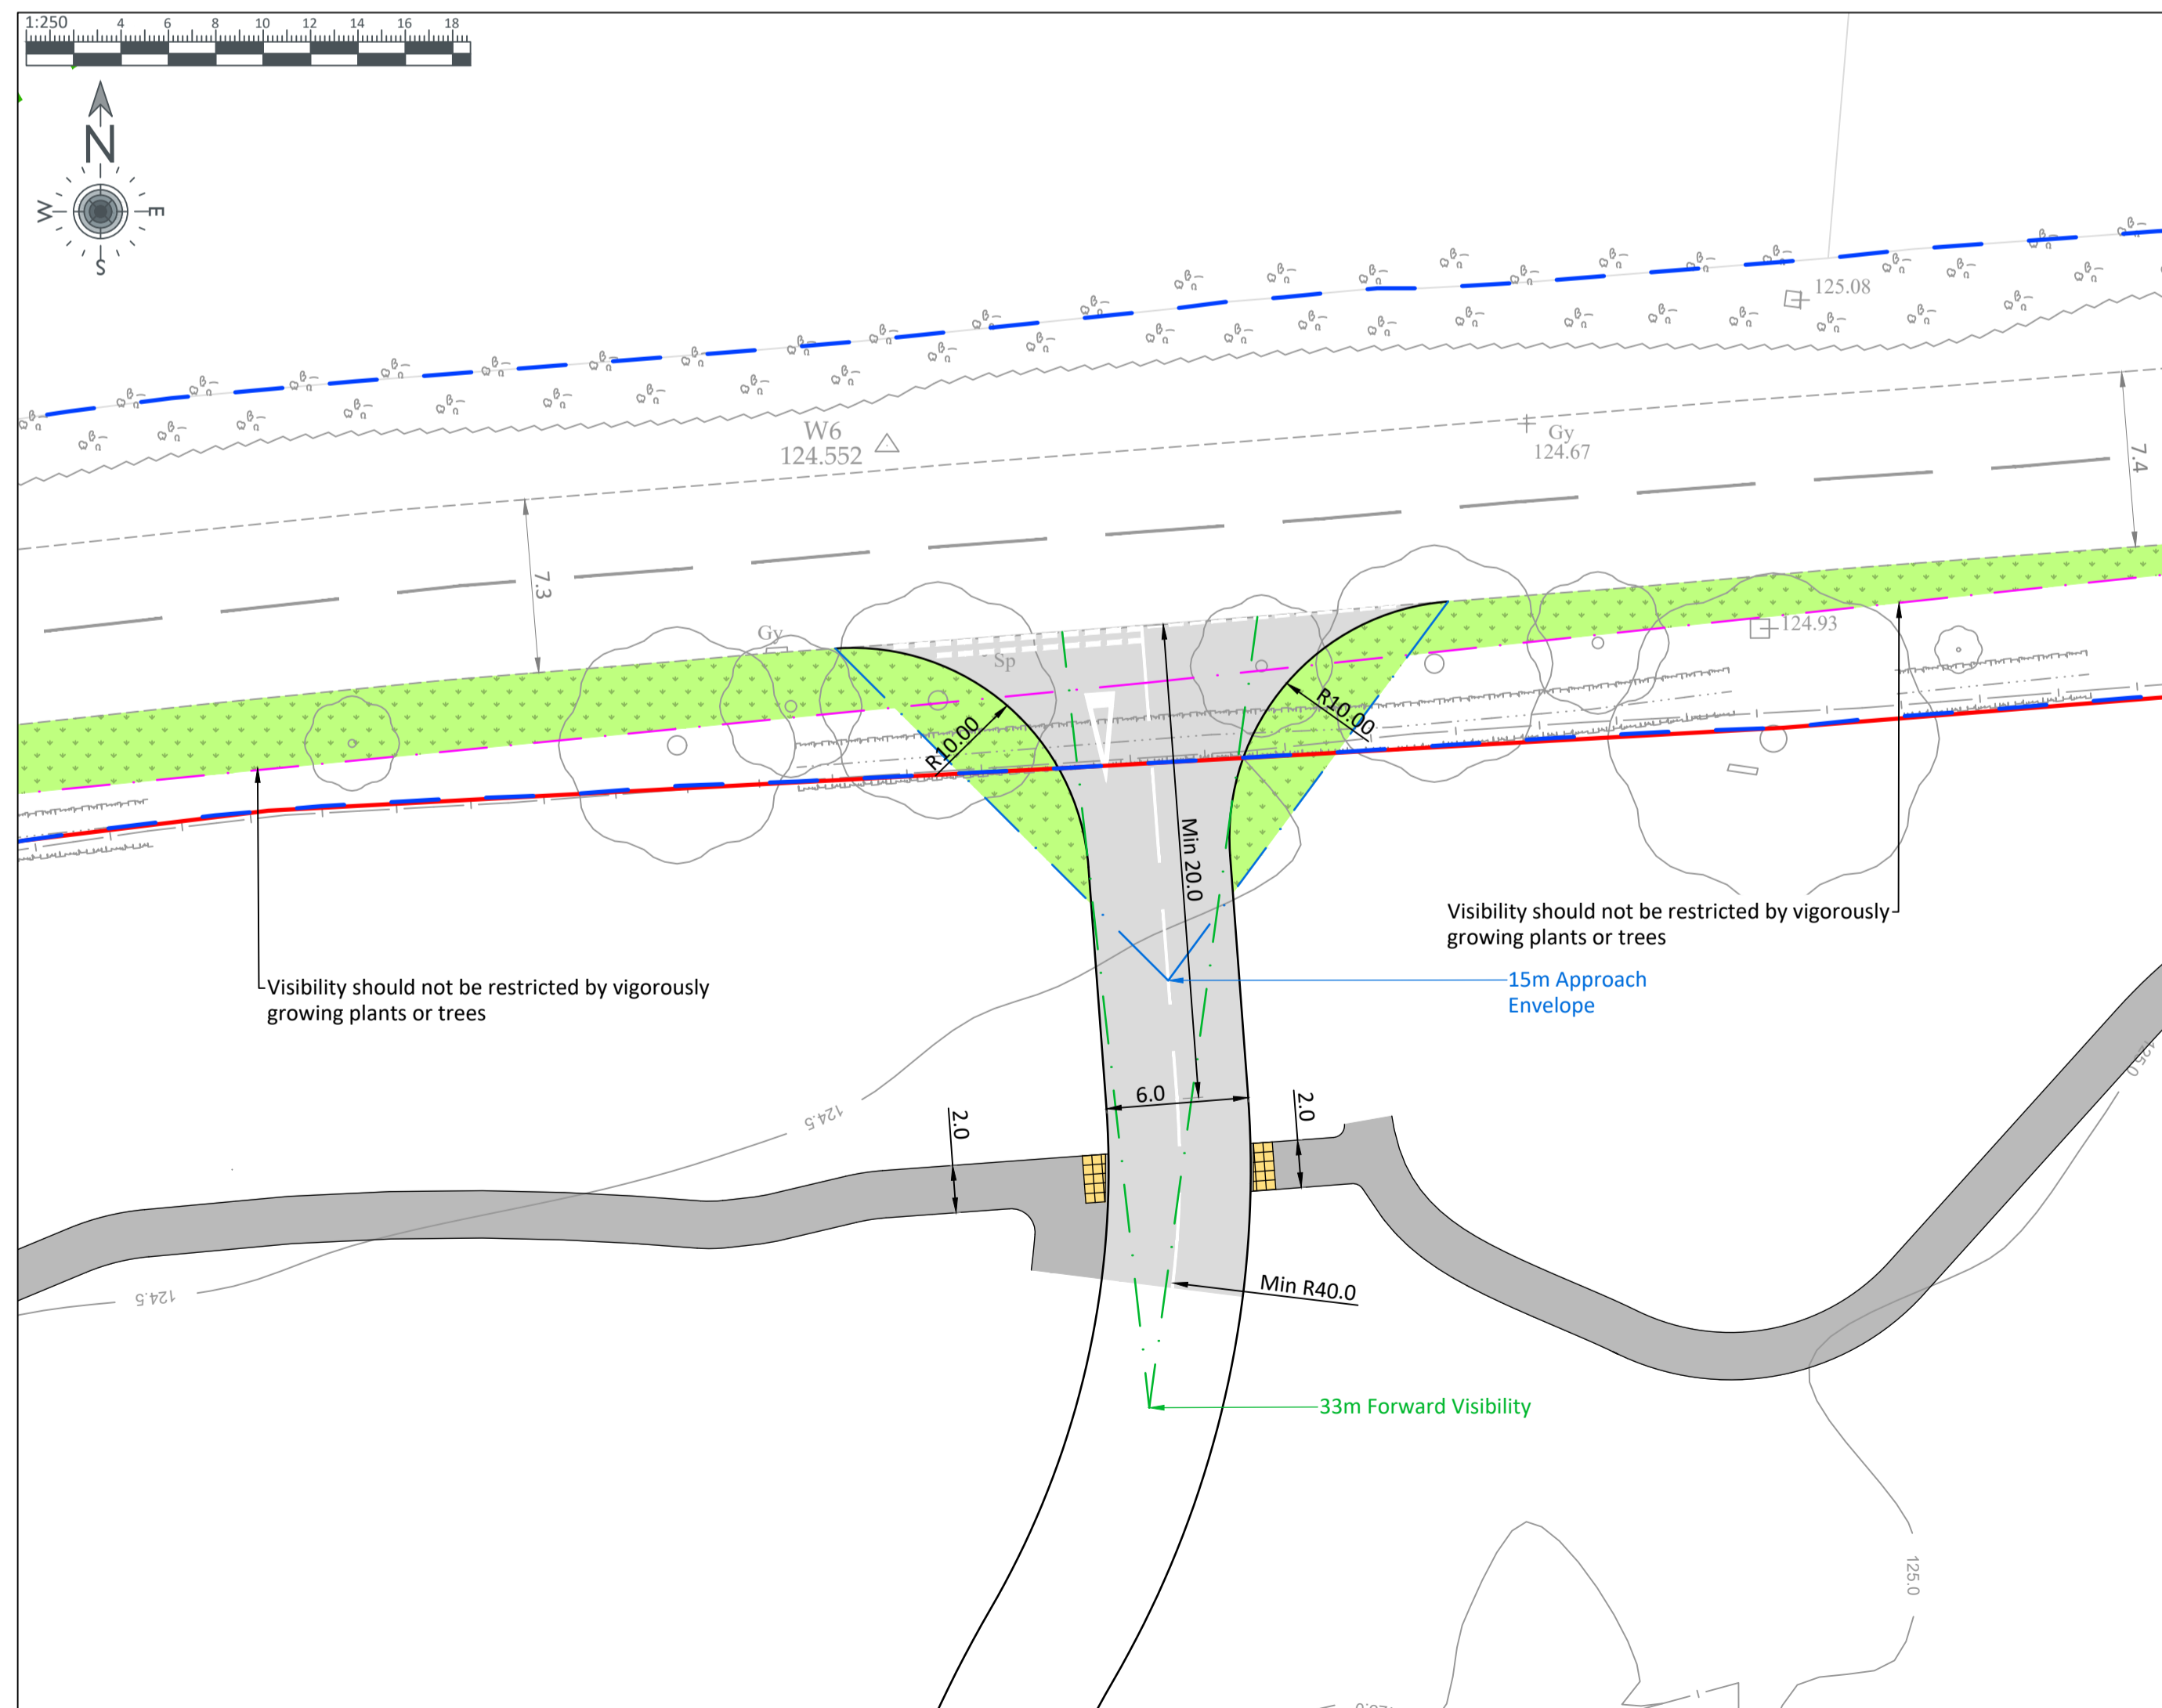 1:250 4 6 8 10 12 14 16 18
N
W E
S
125.08
W6
124.552
Gy
124.67
7.4
7.3
Gy
Sp
124.93
R10.00
R10.00
Min 20.0
Visibility should not be restricted by vigorously
growing plants or trees
15m Approach
Envelope
Visibility should not be restricted by vigorously
growing plants or trees
125.0
6.0
2.0
2.0
124.5
124.5
Min R40.0
33m Forward Visibility
125.0